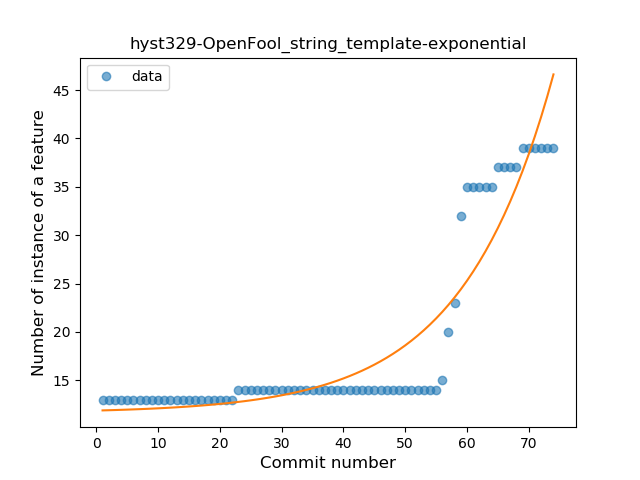 hyst329-OpenFool_string_template-exponential
data
Number of instance of a feature
45
40
35
30
25
20
15
0 10 20 30 40 50 60 70
Commit number